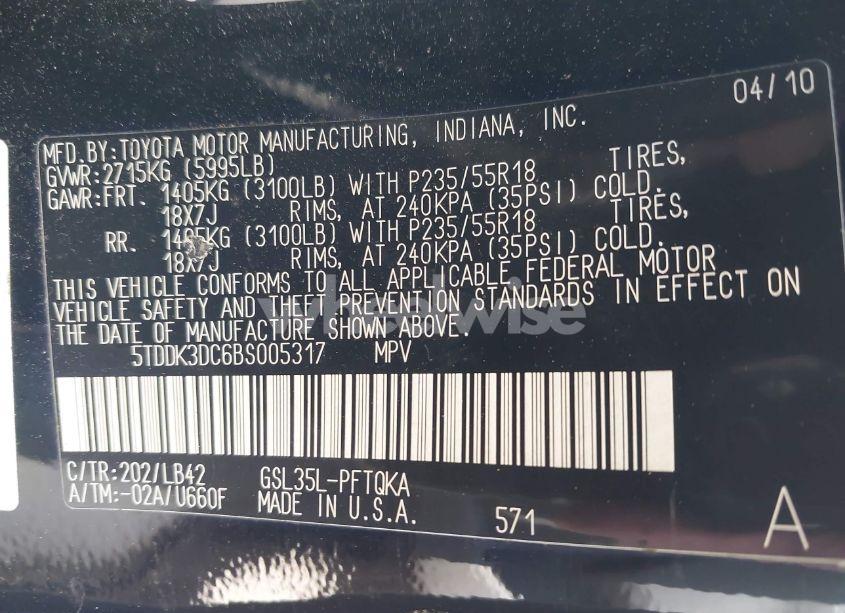 04/10
MFD.BY:TOYOTA MOTOR MANUFACTURING, INDIANA, INC.
GVWR:2715KG (5995LB)
GAWR:FRT. 1405KG (3100LB) WITH P235/55R18 TIRES,
18X7J RIMS, AT 240KPA (35PSI) COLD.
RR. 1405KG (3100LB) WITH P235/55R18 TIRES,
18X7J RIMS, AT 240KPA (35PSI) COLD.
THIS VEHICLE CONFORMS TO ALL APPLICABLE FEDERAL MOTOR
VEHICLE SAFETY AND THEFT PREVENTION STANDARDS IN EFFECT ON
THE DATE OF MANUFACTURE SHOWN ABOVE.
5TDDK3DC6BS005317 MPV
C/TR:202/LB42 GSL35L-PFTQKA
A/TM:-02A/U660F MADE IN U.S.A. 571 A
wheelwise